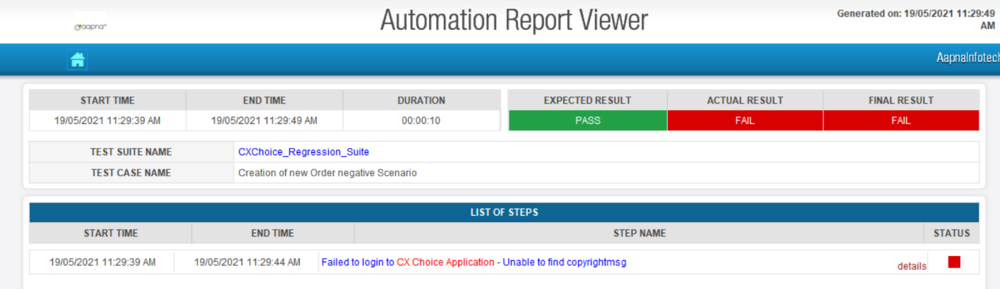 aapna
Automation Report Viewer
Generated on: 19/05/2021 11:29:49
AM
AapnaInfotech
START TIME END TIME DURATION EXPECTED RESULT ACTUAL RESULT FINAL RESULT
19/05/2021 11:29:39 AM 19/05/2021 11:29:49 AM 00:00:10 PASS FAIL FAIL
TEST SUITE NAME CXChoice_Regression_Suite
TEST CASE NAME Creation of new Order negative Scenario
LIST OF STEPS
START TIME END TIME STEP NAME STATUS
19/05/2021 11:29:39 AM 19/05/2021 11:29:44 AM Failed to login to CX Choice Application - Unable to find copyrightmsg details